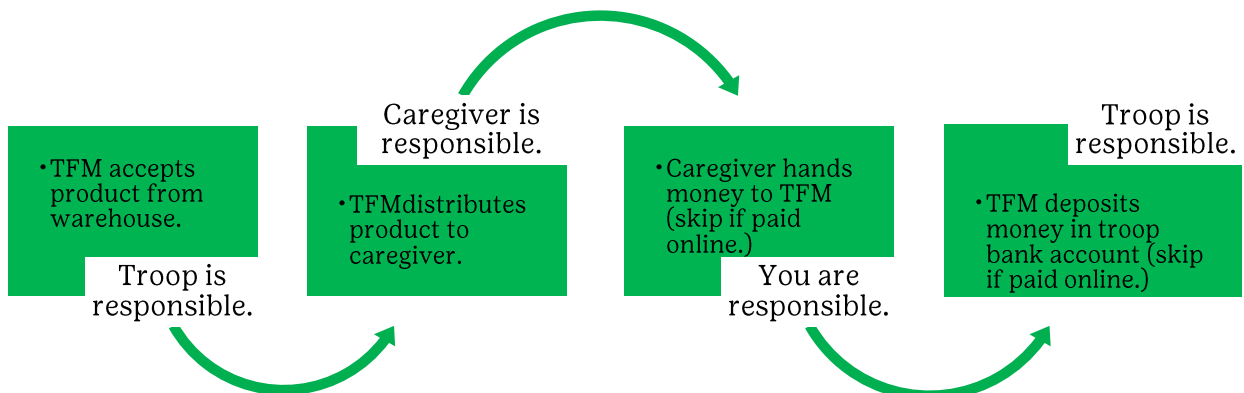 •TFM accepts
product from
warehouse.
Troop is
responsible.
Caregiver is
responsible.
•TFMdistributes
product to
caregiver.
•Caregiver hands
money to TFM
(skip if paid
online.)
You are
responsible.
Troop is
responsible.
•TFM deposits
money in troop
bank account (skip
if paid online.)